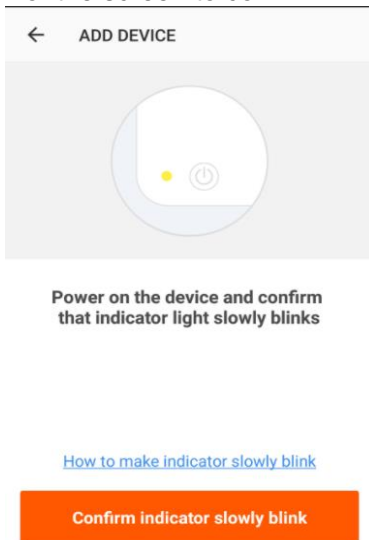 ADD DEVICE
Power on the device and confirm
that indicator light slowly blinks
How to make indicator slowly blink
Confirm indicator slowly blink